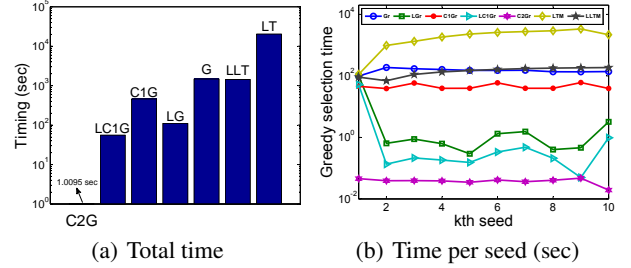 Timing (sec)
10^5
10^4
10^3
10^2
10^1
10^0
LC1G
C1G
LG
G
LLT
LT
1.0095 sec
C2G
(a) Total time
Greedy selection time
10^4
10^2
10^0
10^-2
Gr LGr C1Gr LC1Gr C2Gr LTM LLTM
2 4 6 8 10
kth seed
(b) Time per seed (sec)